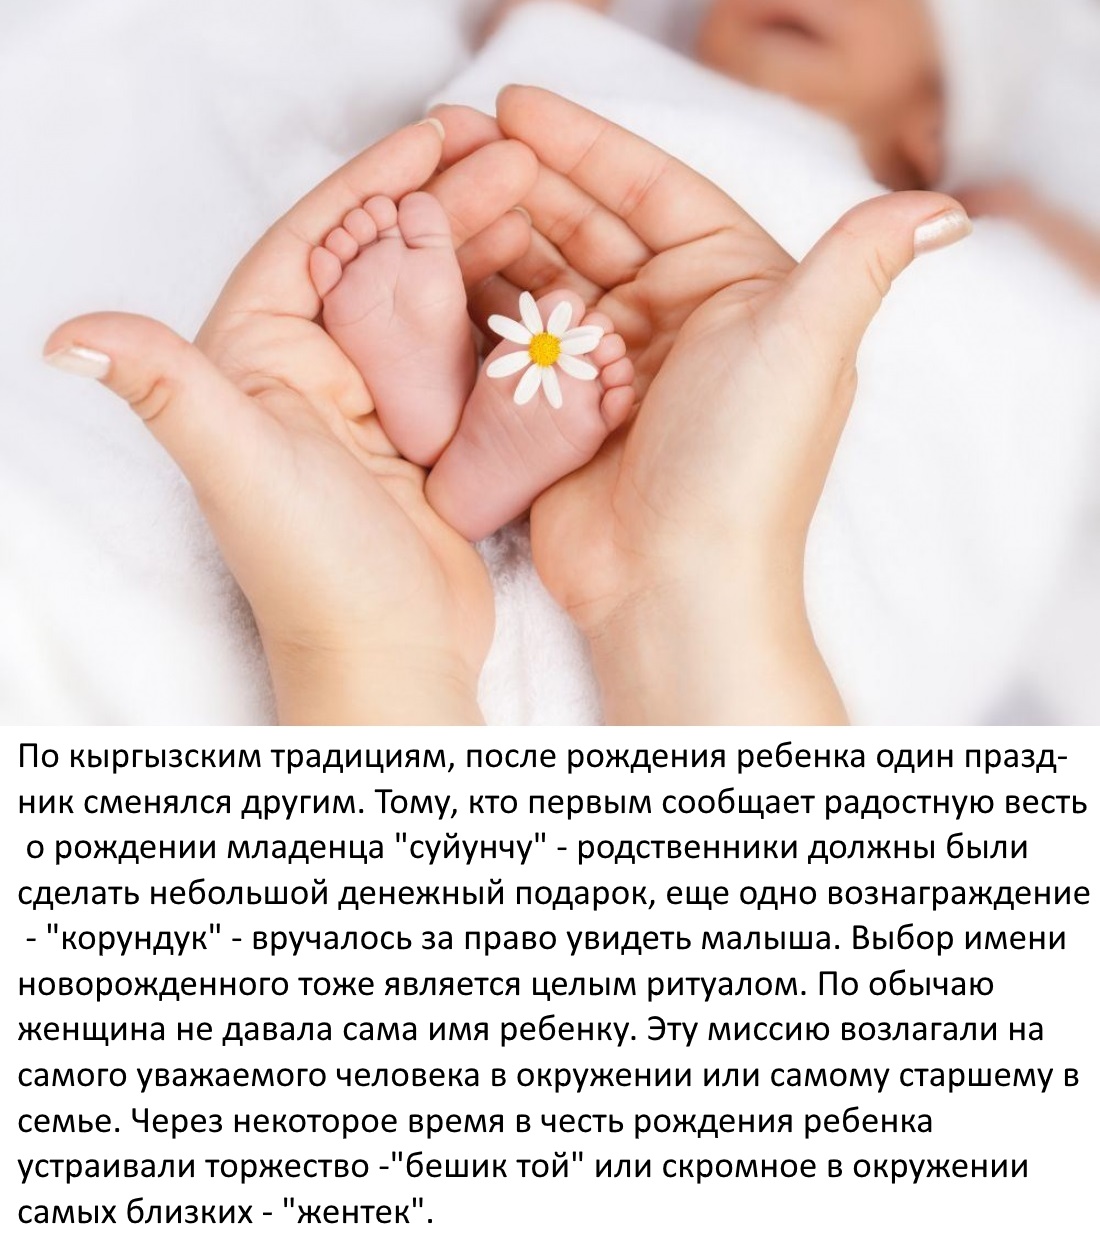 По кыргызским традициям, после рождения ребенка один празд-
ник сменялся другим. Тому, кто первым сообщает радостную весть
о рождении младенца "суйунчу" - родственники должны были
сделать небольшой денежный подарок, еще одно вознаграждение
- "корундук" - вручалось за право увидеть малыша. Выбор имени
новорожденного тоже является целым ритуалом. По обычаю
женщина не давала сама имя ребенку. Эту миссию возлагали на
самого уважаемого человека в окружении или самому старшему в
семье. Через некоторое время в честь рождения ребенка
устраивали торжество -"бешик той" или скромное в окружении
самых близких - "жентек".